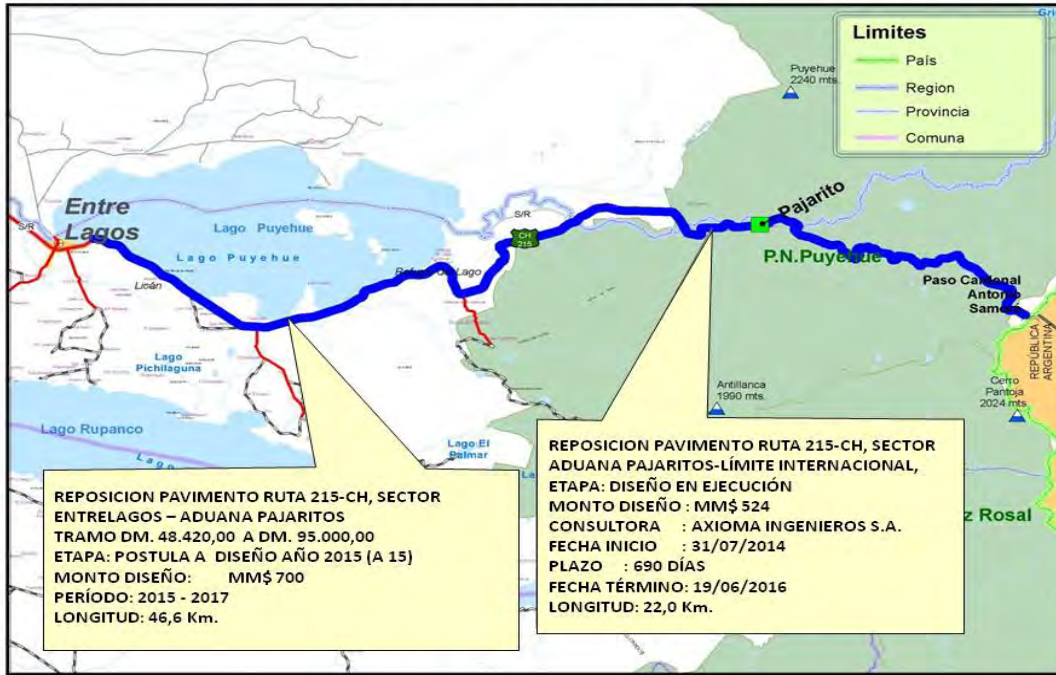 Limites
País
Region
Provincia
Comuna
Puyehue
2240 mts.
Entre
Lagos
S/R
Lago Puyehue
Lago Puyehue
Licán
S/R
CH
215
Pajarito
P.N.Puyehue
Paso Cardenal
Antonio
REPÚBLICA
ARGENTINA
Lago
Pichilaguna
Antillanca
1990 mts.
Cerro
Pantoja
2024 mts
Lago Rupanco
Lago El
Palmar
Rosal
REPOSICION PAVIMENTO RUTA 215-CH, SECTOR
ENTRELAGOS – ADUANA PAJARITOS
TRAMO DM. 48.420,00 A DM. 95.000,00
ETAPA: POSTULA A DISEÑO AÑO 2015 (A 15)
MONTO DISEÑO: MM$ 700
PERÍODO: 2015 - 2017
LONGITUD: 46,6 Km.
REPOSICION PAVIMENTO RUTA 215-CH, SECTOR
ADUANA PAJARITOS-LÍMITE INTERNACIONAL,
ETAPA: DISEÑO EN EJECUCIÓN
MONTO DISEÑO : MM$ 524
CONSULTORA : AXIOMA INGENIEROS S.A.
FECHA INICIO : 31/07/2014
PLAZO : 690 DÍAS
FECHA TÉRMINO: 19/06/2016
LONGITUD: 22,0 Km.